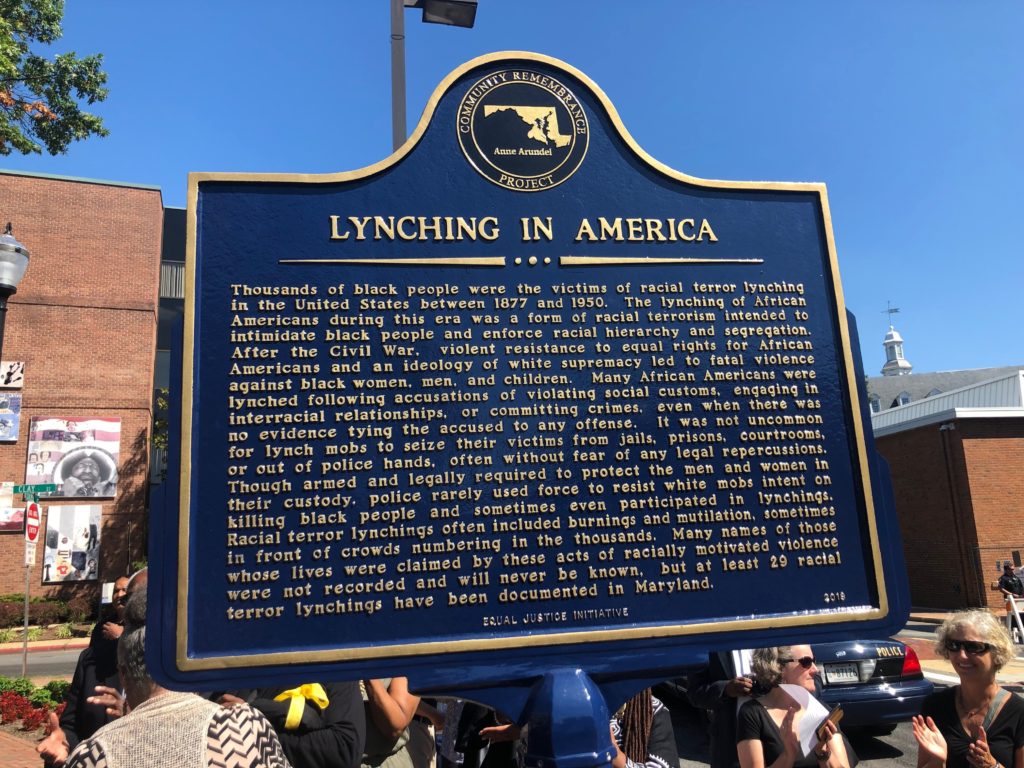 COMMUNITY REMEMBRANCE
Anne Arundel
PROJECT
LYNCHING IN AMERICA
Thousands of black people were the victims of racial terror lynching
in the United States between 1877 and 1950. The lynching of African
Americans during this era was a form of racial terrorism intended to
intimidate black people and enforce racial hierarchy and segregation.
After the Civil War, violent resistance to equal rights for African
Americans and an ideology of white supremacy led to fatal violence
against black women, men, and children. Many African Americans were
lynched following accusations of violating social customs, engaging in
interracial relationships, or committing crimes, even when there was
no evidence tying the accused to any offense. It was not uncommon
for lynch mobs to seize their victims from jails, prisons, courtrooms,
or out of police hands, often without fear of any legal repercussions.
Though armed and legally required to protect the men and women in
their custody, police rarely used force to resist white mobs intent on
killing black people and sometimes even participated in lynchings.
Racial terror lynchings often included burnings and mutilation, sometimes
in front of crowds numbering in the thousands. Many names of those
whose lives were claimed by these acts of racially motivated violence
were not recorded and will never be known, but at least 29 racial
terror lynchings have been documented in Maryland.
EQUAL JUSTICE INITIATIVE
2019
CLAY ST
POLICE